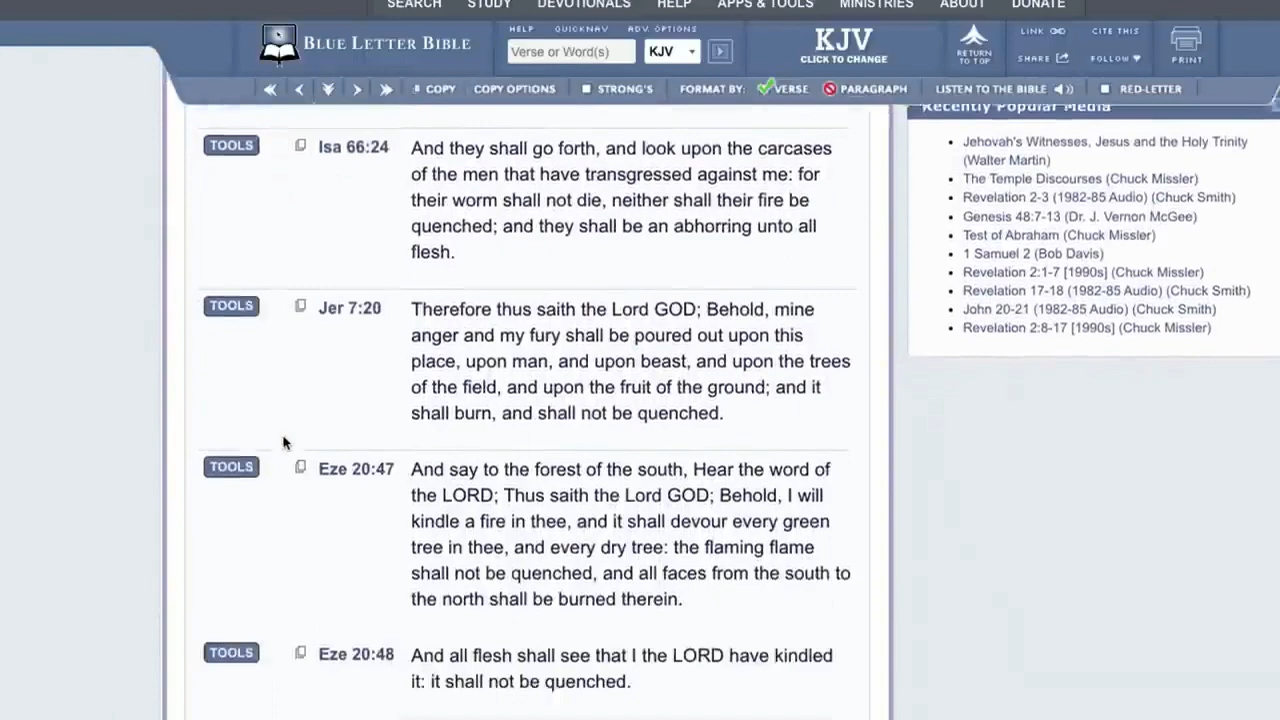 SEARCH STUDY DEVOTIONALS HELP APPS & TOOLS MINISTRIES ABOUT DONATE
BLUE LETTER BIBLE
HELP QUICKNAV ADV. OPTIONS
Verse or Word(s) KJV
KJV
CLICK TO CHANGE
RETURN
TO TOP
LINK CITE THIS
SHARE FOLLOW
PRINT
COPY COPY OPTIONS STRONG'S FORMAT BY: VERSE PARAGRAPH LISTEN TO THE BIBLE RED-LETTER
TOOLS Isa 66:24 And they shall go forth, and look upon the carcases
of the men that have transgressed against me: for
their worm shall not die, neither shall their fire be
quenched; and they shall be an abhorring unto all
flesh.
TOOLS Jer 7:20 Therefore thus saith the Lord GOD; Behold, mine
anger and my fury shall be poured out upon this
place, upon man, and upon beast, and upon the trees
of the field, and upon the fruit of the ground; and it
shall burn, and shall not be quenched.
TOOLS Eze 20:47 And say to the forest of the south, Hear the word of
the LORD; Thus saith the Lord GOD; Behold, I will
kindle a fire in thee, and it shall devour every green
tree in thee, and every dry tree: the flaming flame
shall not be quenched, and all faces from the south to
the north shall be burned therein.
TOOLS Eze 20:48 And all flesh shall see that I the LORD have kindled
it: it shall not be quenched.
Recently Popular Media
Jehovah's Witnesses, Jesus and the Holy Trinity
(Walter Martin)
The Temple Discourses (Chuck Missler)
Revelation 2-3 (1982-85 Audio) (Chuck Smith)
Genesis 48:7-13 (Dr. J. Vernon McGee)
Test of Abraham (Chuck Missler)
1 Samuel 2 (Bob Davis)
Revelation 2:1-7 [1990s] (Chuck Missler)
Revelation 17-18 (1982-85 Audio) (Chuck Smith)
John 20-21 (1982-85 Audio) (Chuck Smith)
Revelation 2:8-17 [1990s] (Chuck Missler)